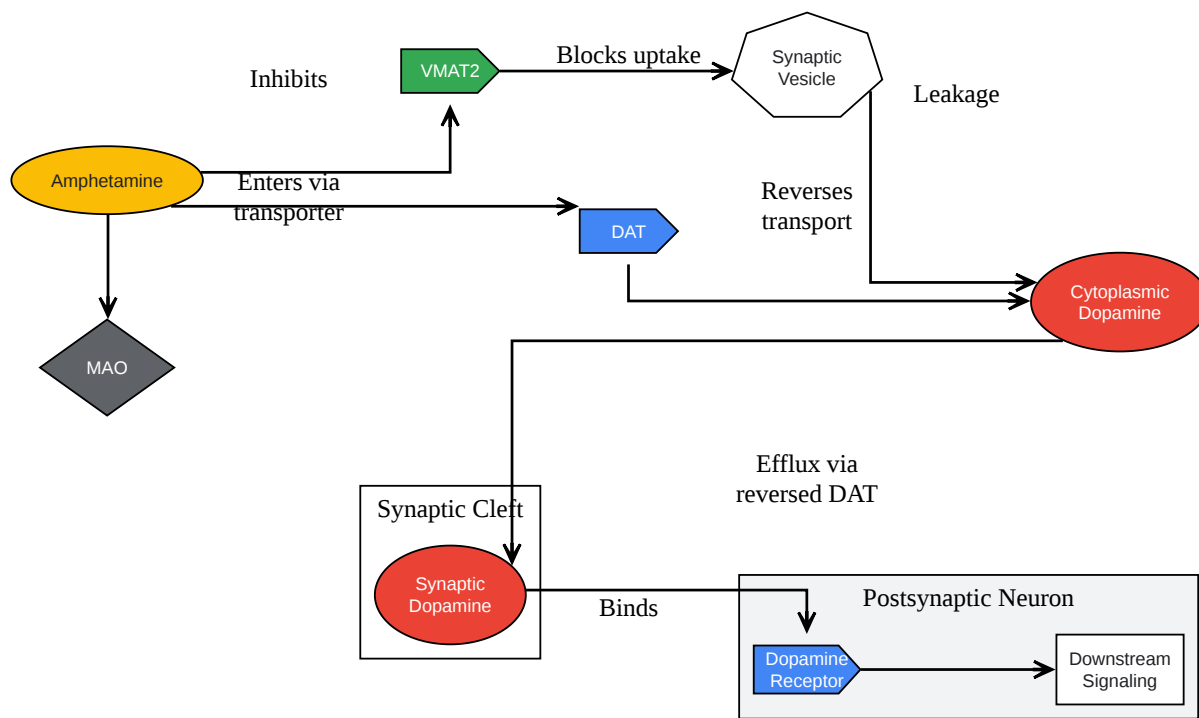 VMAT2
Blocks uptake
Synaptic
Vesicle
Inhibits
Leakage
Amphetamine
Enters via
transporter
Reverses
transport
DAT
Cytoplasmic
Dopamine
MAO
Efflux via
reversed DAT
Synaptic Cleft
Synaptic
Dopamine
Binds
Postsynaptic Neuron
Dopamine
Receptor
Downstream
Signaling